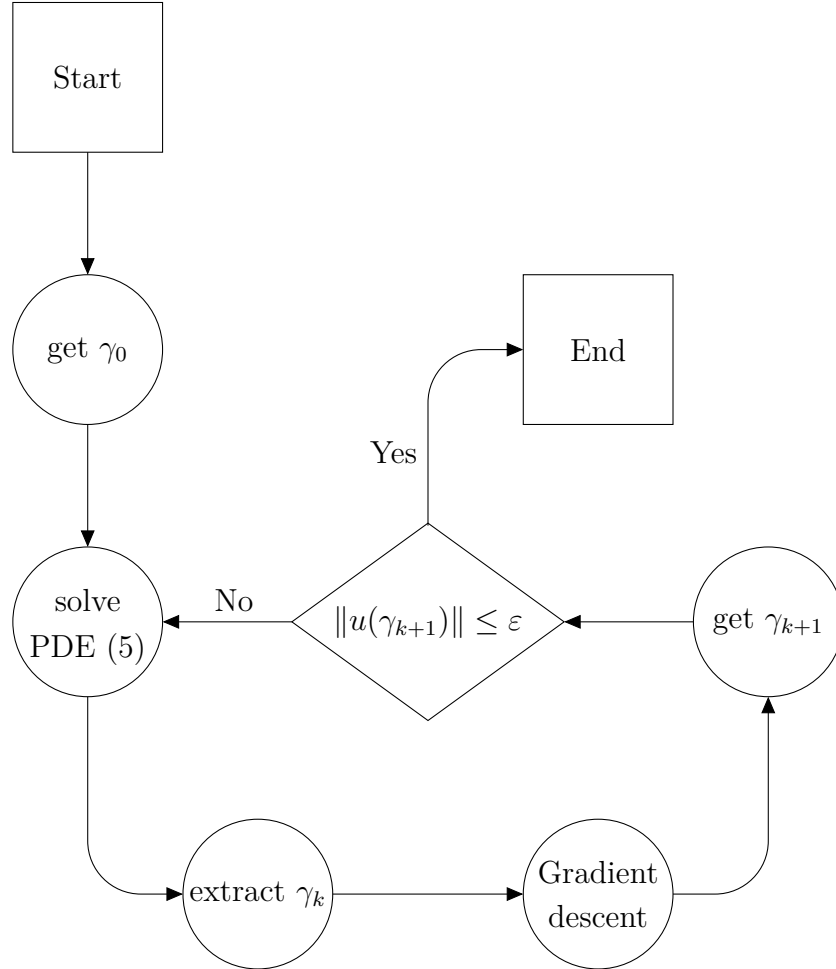 Start
get γ₀
End
Yes
solve
PDE (5)
No
‖u(γₖ₊₁)‖ ≤ ε
get γₖ₊₁
extract γₖ
Gradient
descent